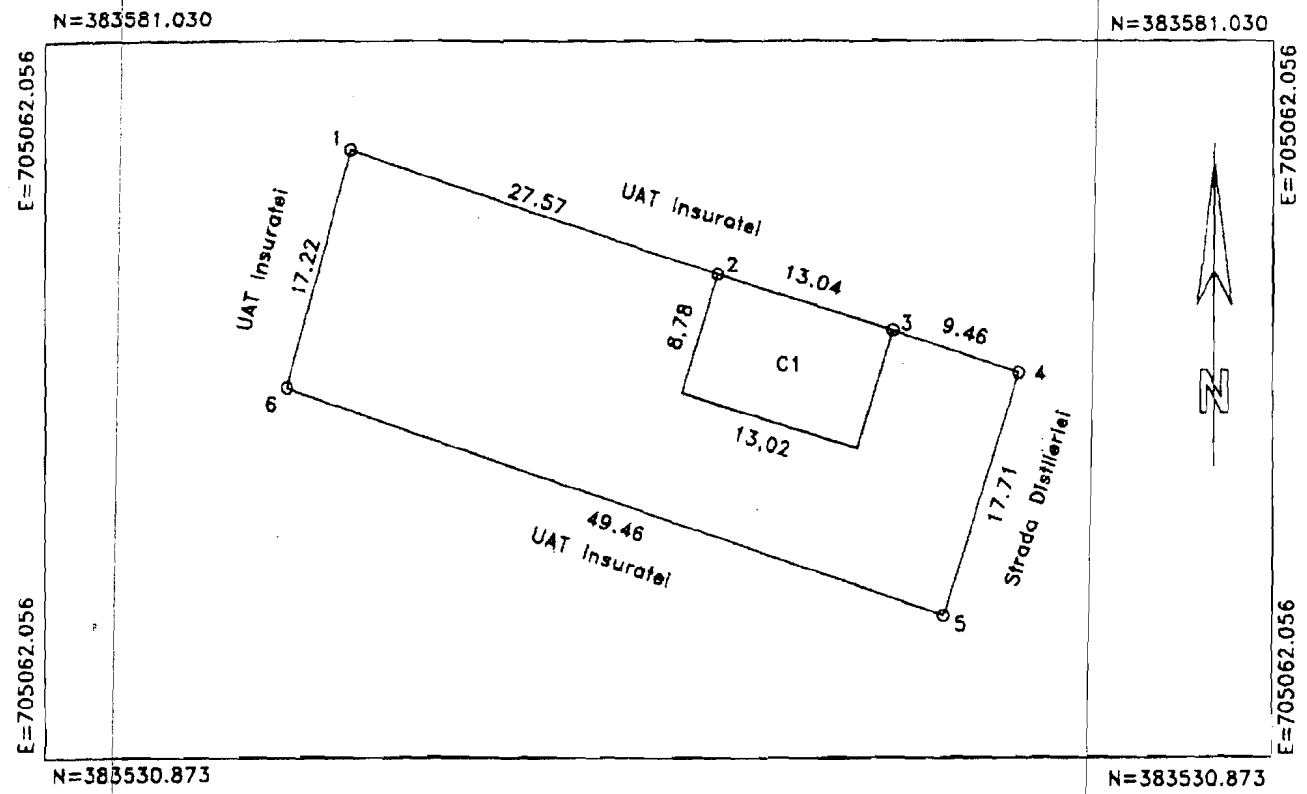 N=383581.030
N=383581.030
E=705062.056
E=705062.056
1
27.57
UAT Insuratei
2
13.04
3
9.46
4
UAT Insuratei
17.22
8,78
C1
N
6
13,02
17.71
Strada Distileriei
49.46
UAT Insuratei
5
E=705062.056
E=705062.056
N=383530.873
N=383530.873